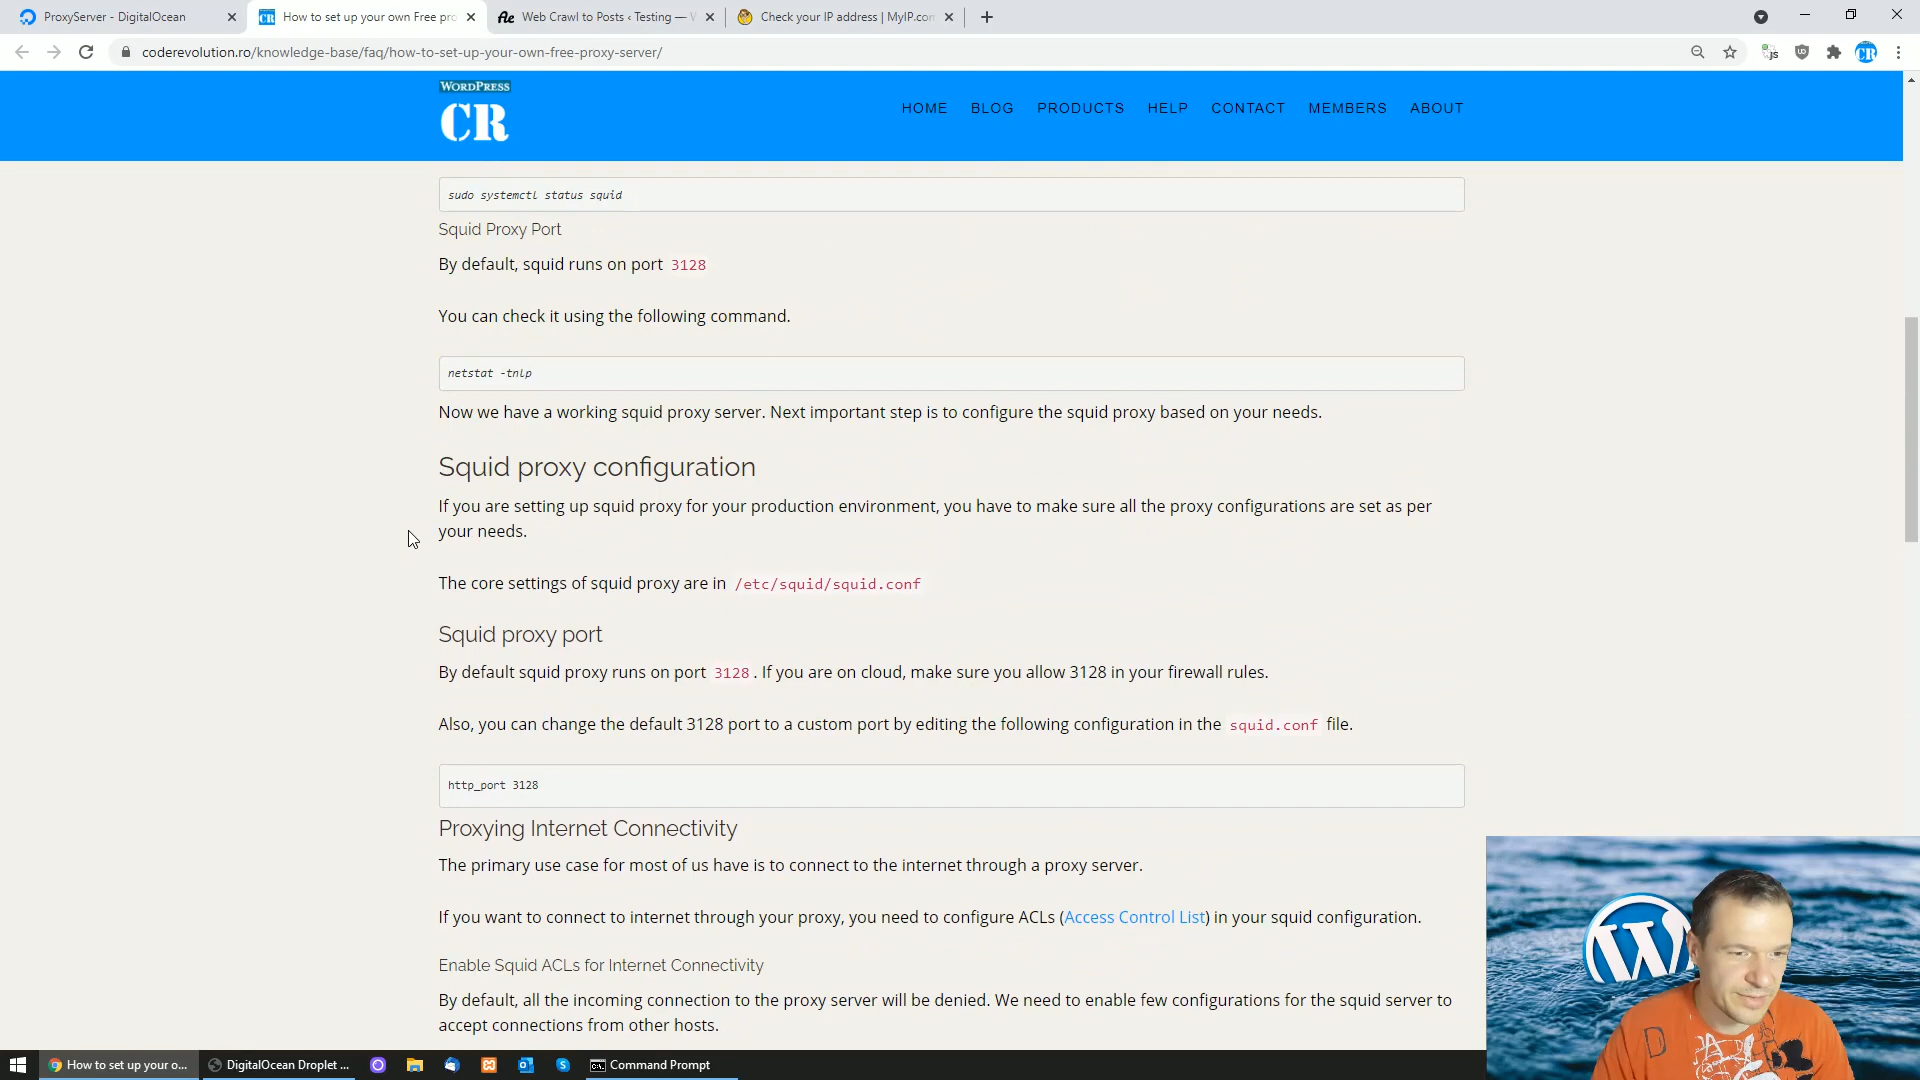 ProxyServer - DigitalOcean
How to set up your own Free pro
Web Crawl to Posts ‹ Testing — W
Check your IP address | MyIP.com
coderevolution.ro/knowledge-base/faq/how-to-set-up-your-own-free-proxy-server/
WORDPRESS
CR
HOME
BLOG
PRODUCTS
HELP
CONTACT
MEMBERS
ABOUT
sudo systemctl status squid
Squid Proxy Port
By default, squid runs on port 3128
You can check it using the following command.
netstat -tnlp
Now we have a working squid proxy server. Next important step is to configure the squid proxy based on your needs.
Squid proxy configuration
If you are setting up squid proxy for your production environment, you have to make sure all the proxy configurations are set as per
your needs.
The core settings of squid proxy are in /etc/squid/squid.conf
Squid proxy port
By default squid proxy runs on port 3128. If you are on cloud, make sure you allow 3128 in your firewall rules.
Also, you can change the default 3128 port to a custom port by editing the following configuration in the squid.conf file.
http_port 3128
Proxying Internet Connectivity
The primary use case for most of us have is to connect to the internet through a proxy server.
If you want to connect to internet through your proxy, you need to configure ACLs (Access Control List) in your squid configuration.
Enable Squid ACLs for Internet Connectivity
By default, all the incoming connection to the proxy server will be denied. We need to enable few configurations for the squid server to
accept connections from other hosts.
How to set up your o...
DigitalOcean Droplet ...
Command Prompt